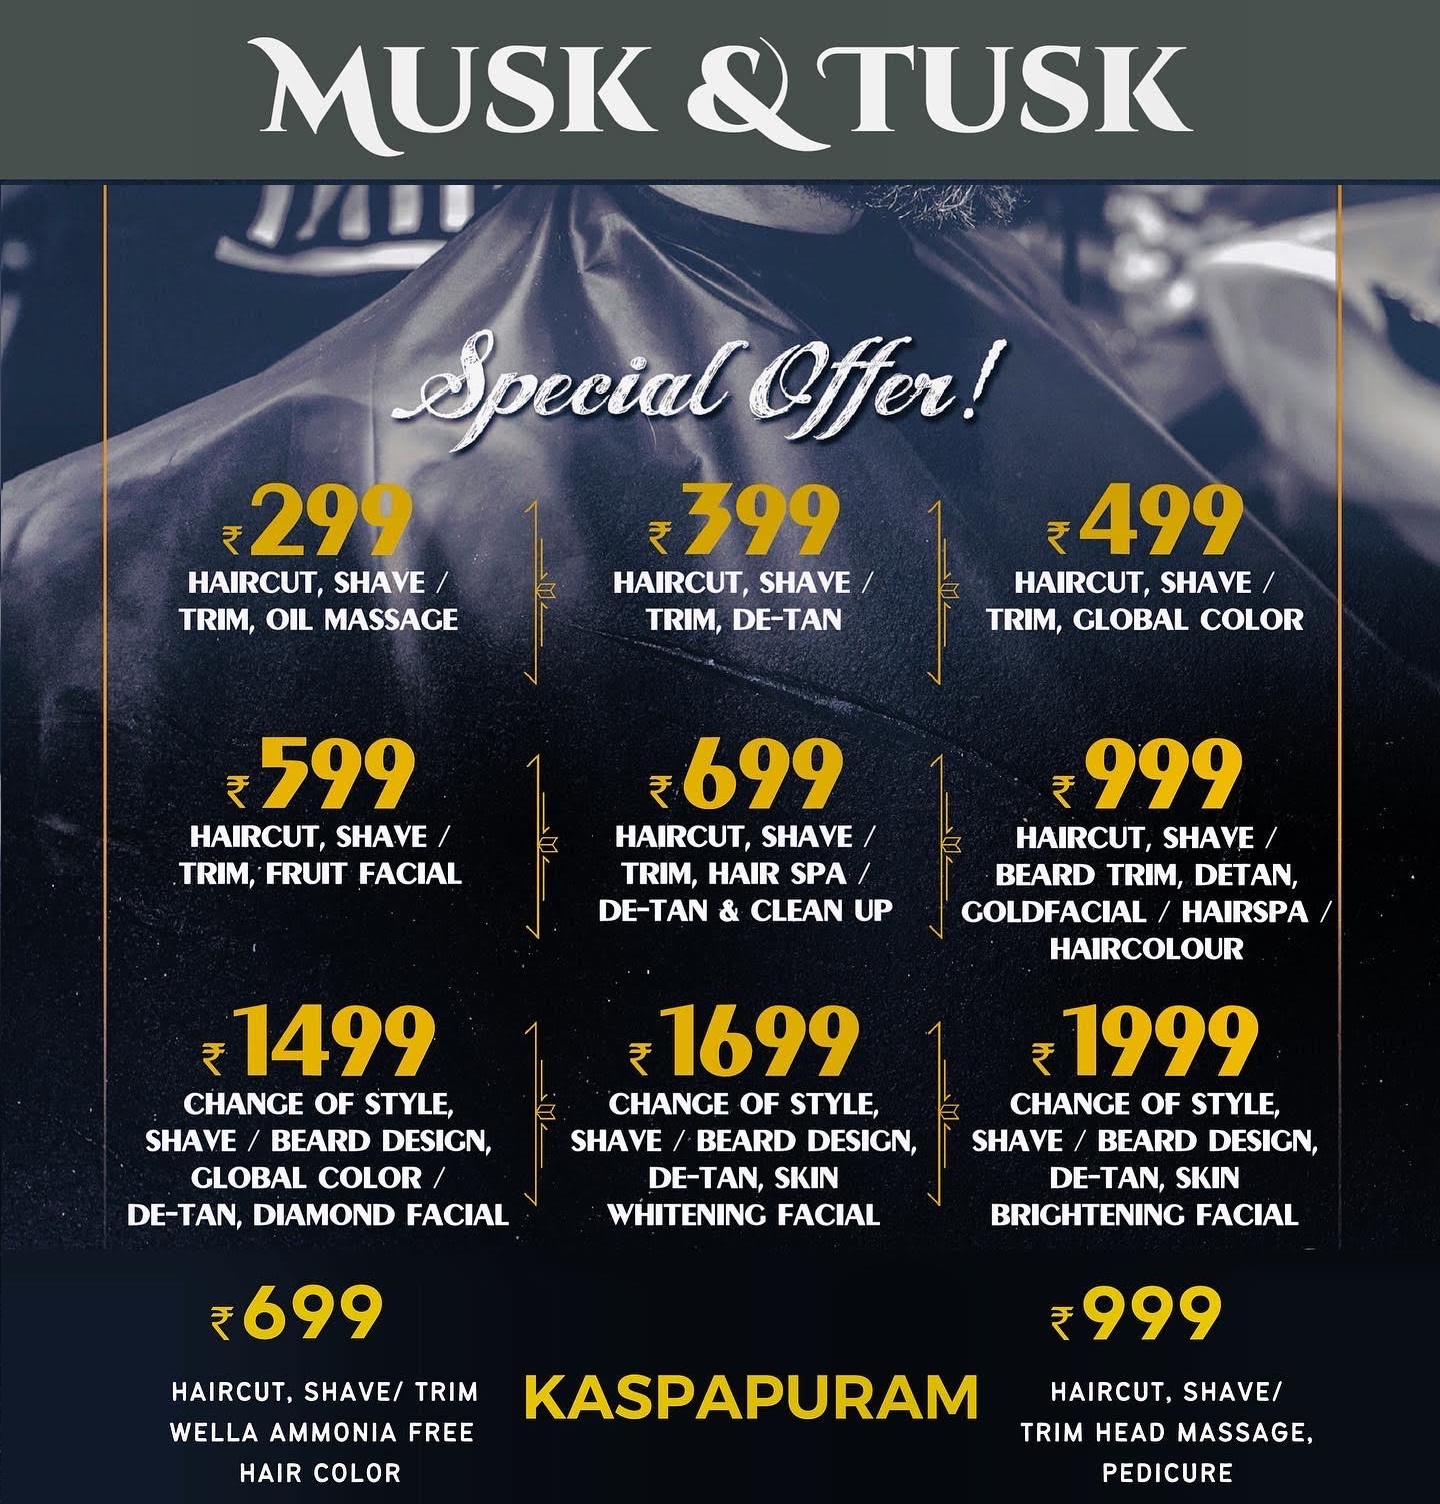 MUSK & TUSK
Special Offer!
₹299
HAIRCUT, SHAVE /
TRIM, OIL MASSAGE
₹399
HAIRCUT, SHAVE /
TRIM, DE-TAN
₹499
HAIRCUT, SHAVE /
TRIM, GLOBAL COLOR
₹599
HAIRCUT, SHAVE /
TRIM, FRUIT FACIAL
₹699
HAIRCUT, SHAVE /
TRIM, HAIR SPA /
DE-TAN & CLEAN UP
₹999
HAIRCUT, SHAVE /
BEARD TRIM, DETAN,
GOLDFACIAL / HAIRSPA /
HAIRCOLOUR
₹1499
CHANGE OF STYLE,
SHAVE / BEARD DESIGN,
GLOBAL COLOR /
DE-TAN, DIAMOND FACIAL
₹1699
CHANGE OF STYLE,
SHAVE / BEARD DESIGN,
DE-TAN, SKIN
WHITENING FACIAL
₹1999
CHANGE OF STYLE,
SHAVE / BEARD DESIGN,
DE-TAN, SKIN
BRIGHTENING FACIAL
₹699
HAIRCUT, SHAVE/ TRIM
WELLA AMMONIA FREE
HAIR COLOR
KASPAPURAM
₹999
HAIRCUT, SHAVE/
TRIM HEAD MASSAGE,
PEDICURE